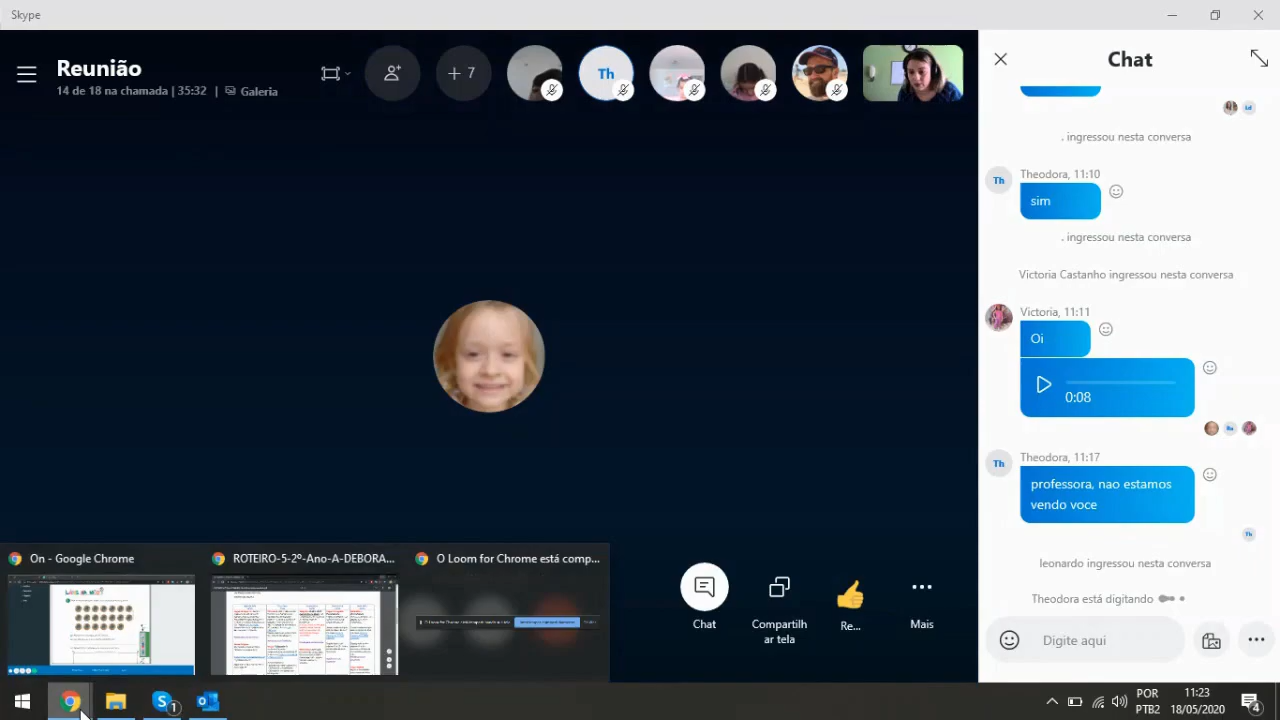 Skype
Reunião
14 de 18 na chamada | 35:32 | Galeria
+ 7
Th
Chat
. ingressou nesta conversa
Theodora, 11:10
Th
sim
. ingressou nesta conversa
Victoria Castanho ingressou nesta conversa
Victoria, 11:11
Oi
0:08
Theodora, 11:17
Th
professora, nao estamos
vendo voce
Th
leonardo ingressou nesta conversa
Theodora está digitando
Digite aqui
On - Google Chrome
ROTEIRO-5-2º-Ano-A-DEBORA...
O Loom for Chrome está comp...
Chat
Compartilh
ar tela
Re...
Mais
1
POR
PTB2
11:23
18/05/2020
4